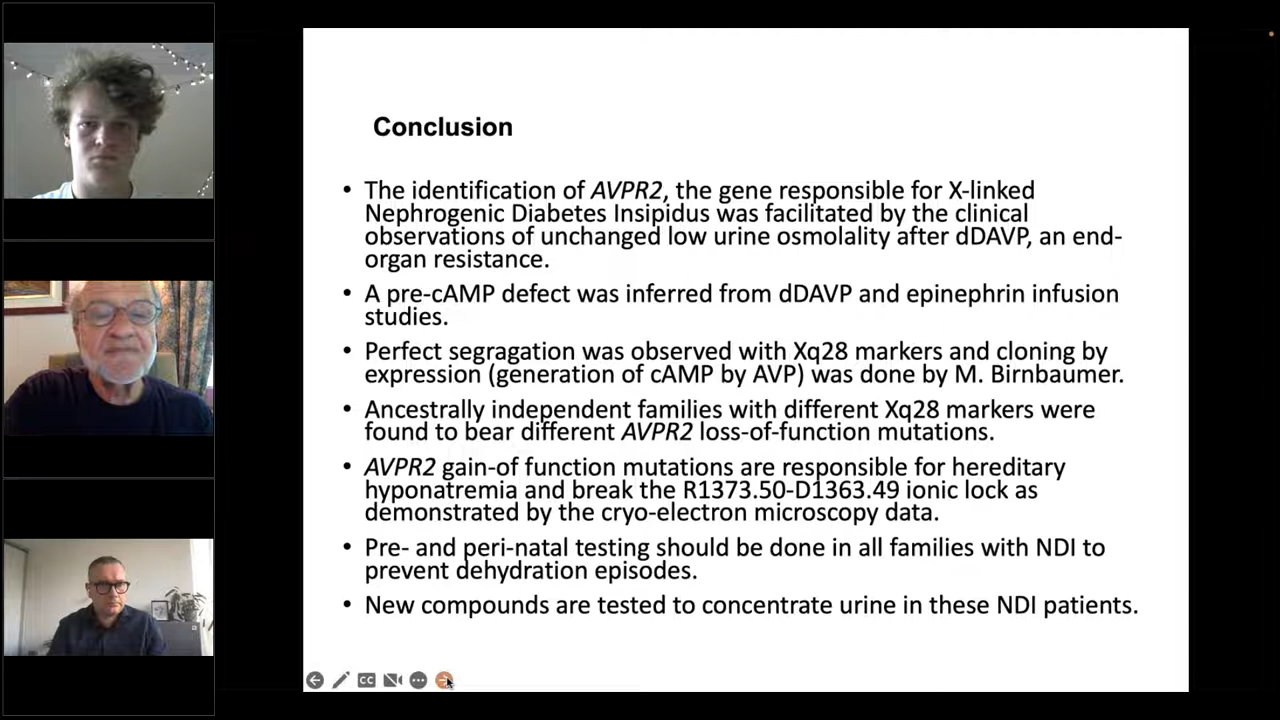 Conclusion
• The identification of AVPR2, the gene responsible for X-linked
Nephrogenic Diabetes Insipidus was facilitated by the clinical
observations of unchanged low urine osmolality after dDAVP, an end-
organ resistance.
• A pre-cAMP defect was inferred from dDAVP and epinephrin infusion
studies.
• Perfect segragation was observed with Xq28 markers and cloning by
expression (generation of cAMP by AVP) was done by M. Birnbaumer.
• Ancestrally independent families with different Xq28 markers were
found to bear different AVPR2 loss-of-function mutations.
• AVPR2 gain-of function mutations are responsible for hereditary
hyponatremia and break the R1373.50-D1363.49 ionic lock as
demonstrated by the cryo-electron microscopy data.
• Pre- and peri-natal testing should be done in all families with NDI to
prevent dehydration episodes.
• New compounds are tested to concentrate urine in these NDI patients.
CC